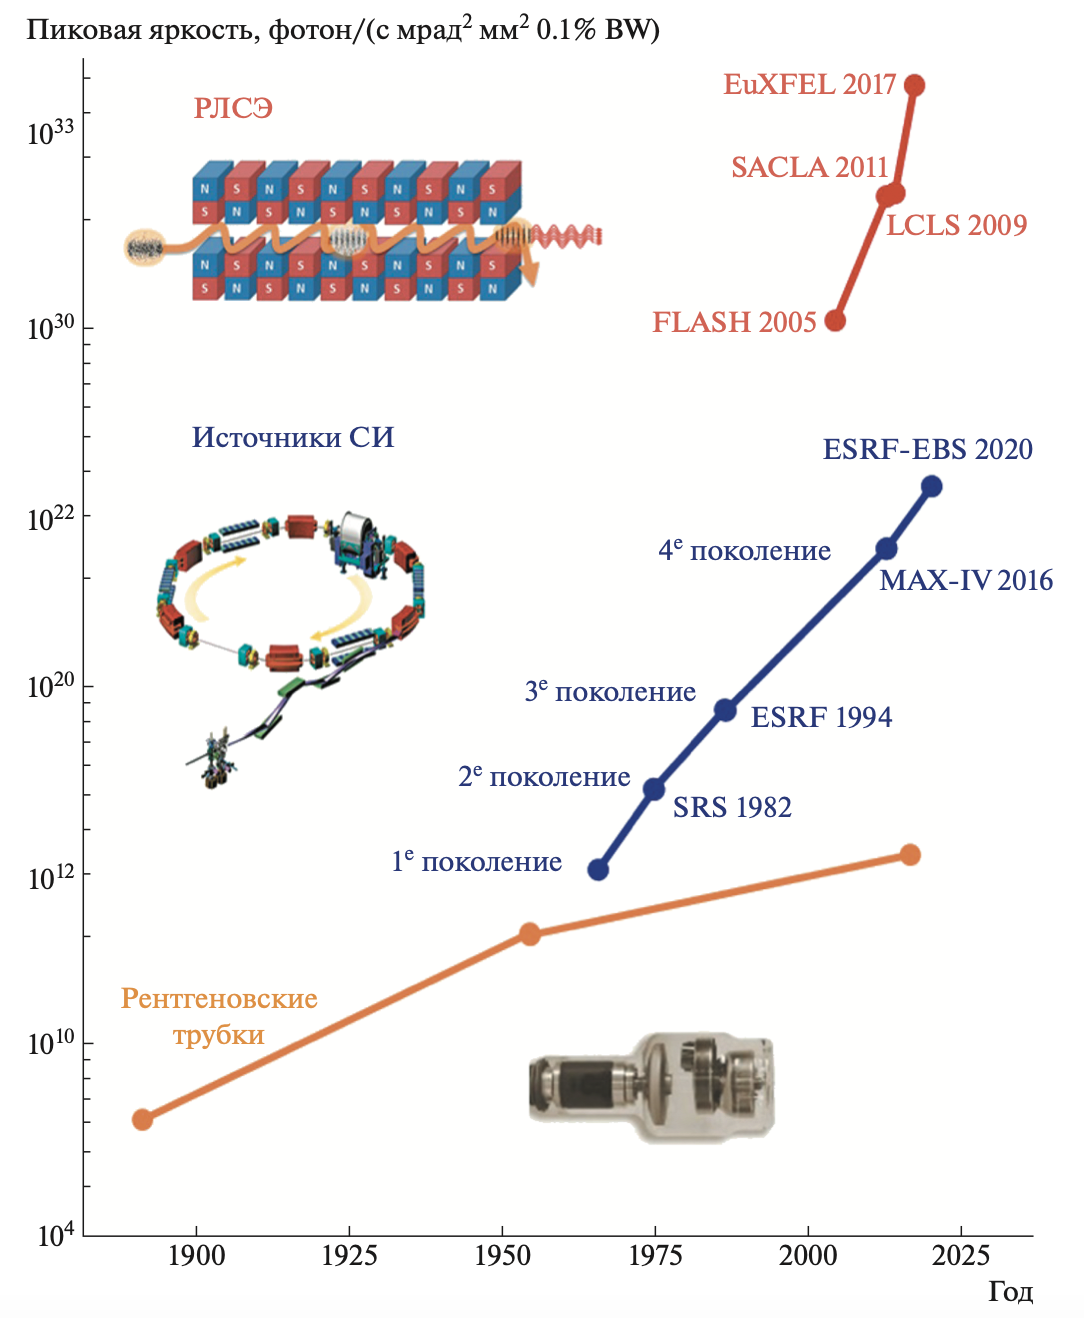 Пиковая яркость, фотон/(с мрад² мм² 0.1% BW)
РЛСЭ
EuXFEL 2017
10³³
SACLA 2011
N S N S N S N S N S
S N S N S N S N S N
LCLS 2009
N S N S N S N S N S
S N S N S N S N S N
FLASH 2005
10³⁰
Источники СИ
ESRF-EBS 2020
10²²
4ᵉ поколение
MAX-IV 2016
10²⁰
3ᵉ поколение
ESRF 1994
2ᵉ поколение
SRS 1982
1ᵉ поколение
10¹²
Рентгеновские
трубки
10¹⁰
10⁴
1900 1925 1950 1975 2000 2025
Год